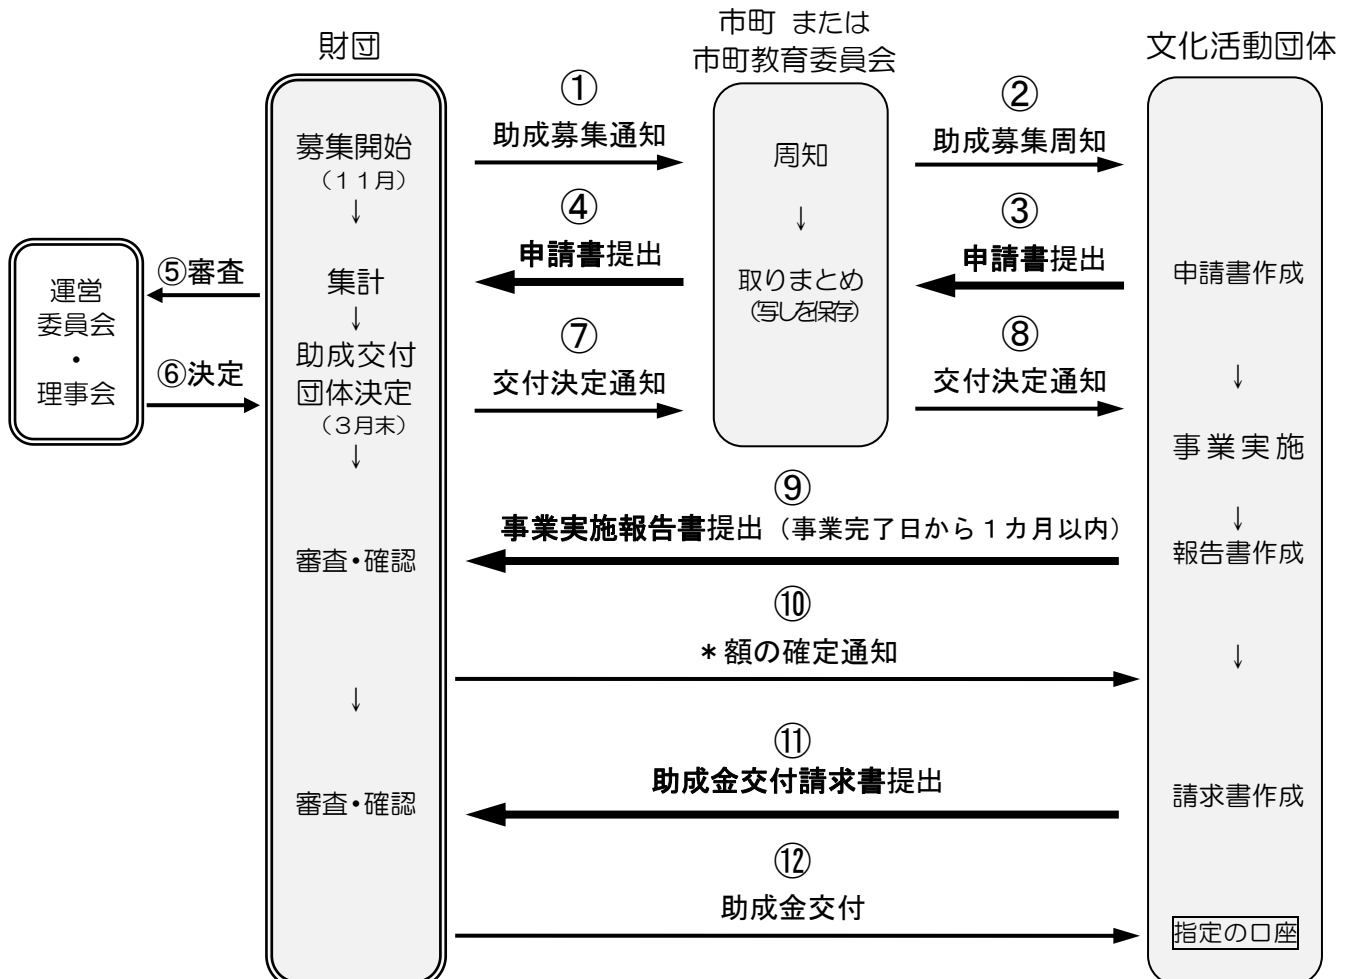 財団
市町 または
市町教育委員会
文化活動団体
①
助成募集通知
②
助成募集周知
募集開始
(11月)
↓
周知
↓
④
申請書提出
③
申請書提出
⑤審査
集計
↓
取りまとめ
(写しを保存)
申請書作成
運営
委員会
・
理事会
⑥決定
助成交付
団体決定
(3月末)
↓
⑦
交付決定通知
⑧
交付決定通知
↓
事業実施
↓
⑨
事業実施報告書提出(事業完了日から1カ月以内)
審査・確認
報告書作成
⑩
*額の確定通知
↓
↓
⑪
助成金交付請求書提出
審査・確認
請求書作成
⑫
助成金交付
指定の口座